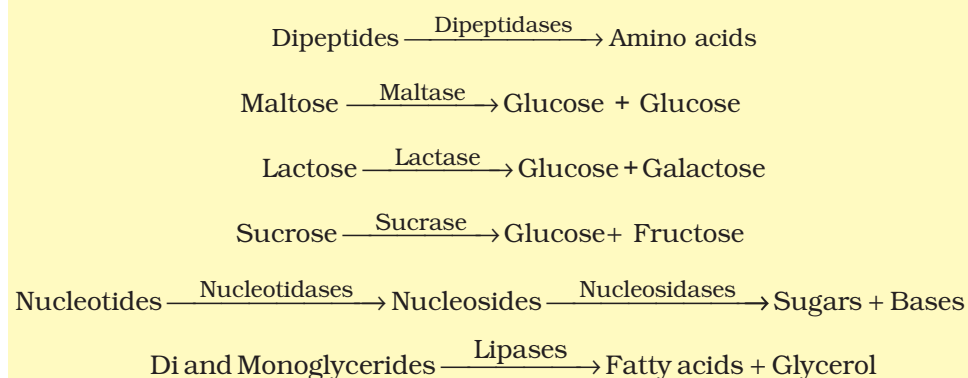 Dipeptides Dipeptidases → Amino acids
Maltose Maltase → Glucose + Glucose
Lactose Lactase → Glucose + Galactose
Sucrose Sucrase → Glucose+ Fructose
Nucleotides Nucleotidases → Nucleosides Nucleosidases → Sugars + Bases
Di and Monoglycerides Lipases → Fatty acids + Glycerol